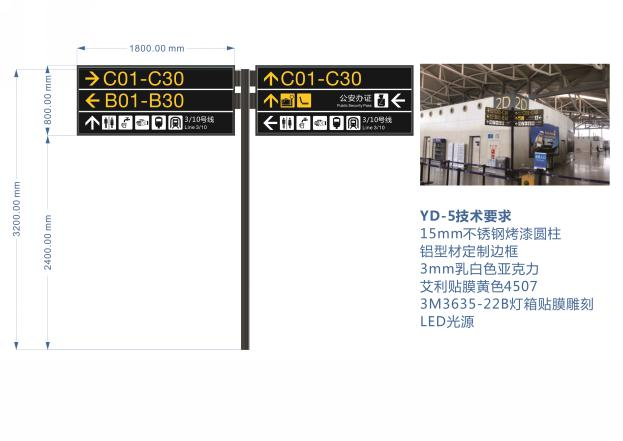 1800.00 mm
800.00 mm
3200.00 mm
2400.00 mm
C01-C30
B01-B30
3/10号线
Line 3/10
C01-C30
公安办证
Public Security Pass
3/10号线
Line 3/10
2D
2D
YD-5技术要求
15mm不锈钢烤漆圆柱
铝型材定制边框
3mm乳白色亚克力
艾利贴膜黄色4507
3M3635-22B灯箱贴膜雕刻
LED光源